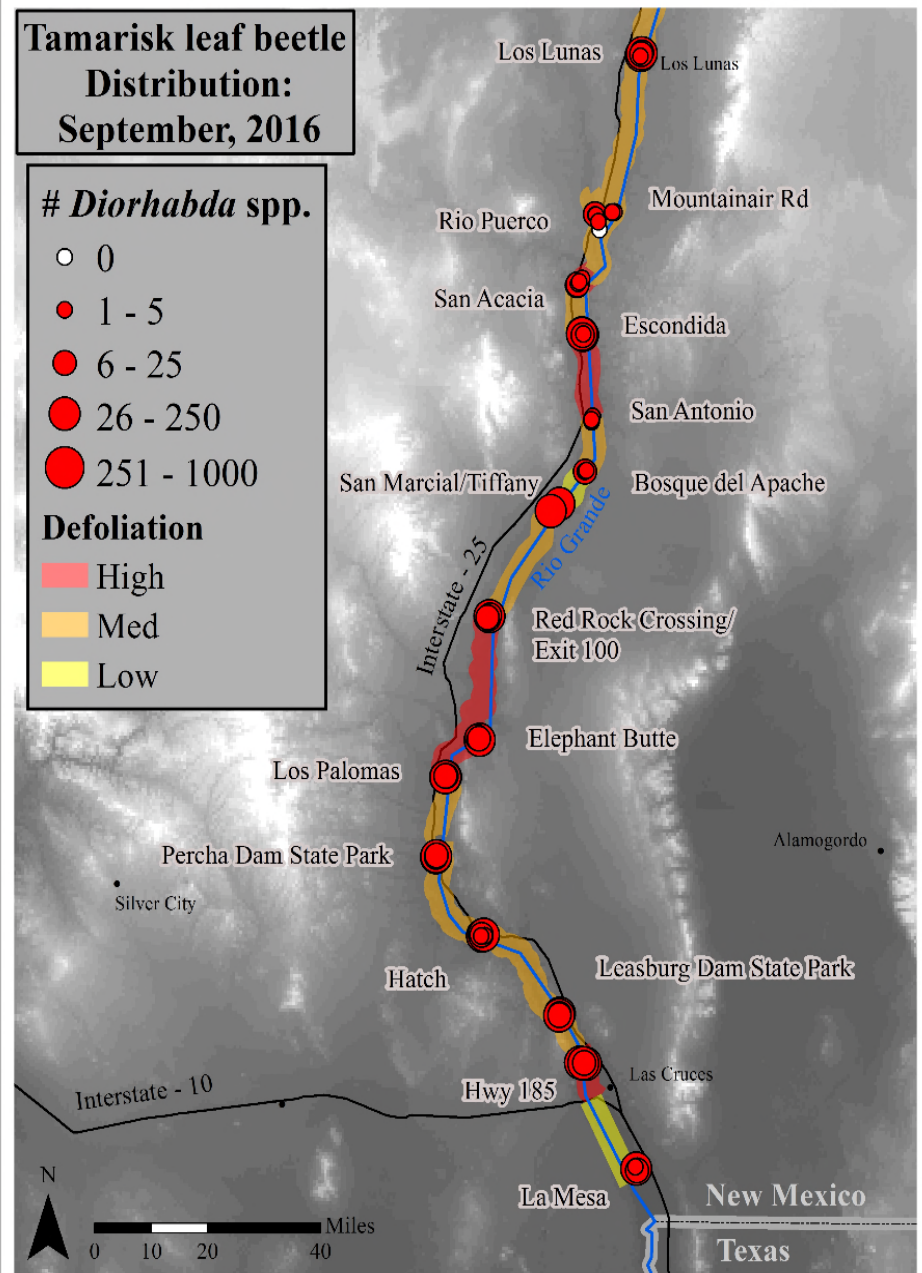 Tamarisk leaf beetle
Distribution:
September, 2016
# Diorhabda spp.
0
1 - 5
6 - 25
26 - 250
251 - 1000
Defoliation
High
Med
Low
Los Lunas
Los Lunas
Mountainair Rd
Rio Puerco
San Acacia
Escondida
San Antonio
San Marcial/Tiffany
Bosque del Apache
Rio Grande
Interstate - 25
Red Rock Crossing/
Exit 100
Elephant Butte
Los Palomas
Alamogordo
Percha Dam State Park
Silver City
Hatch
Leasburg Dam State Park
Las Cruces
Hwy 185
Interstate - 10
La Mesa
New Mexico
Texas
N
Miles
0 10 20 40